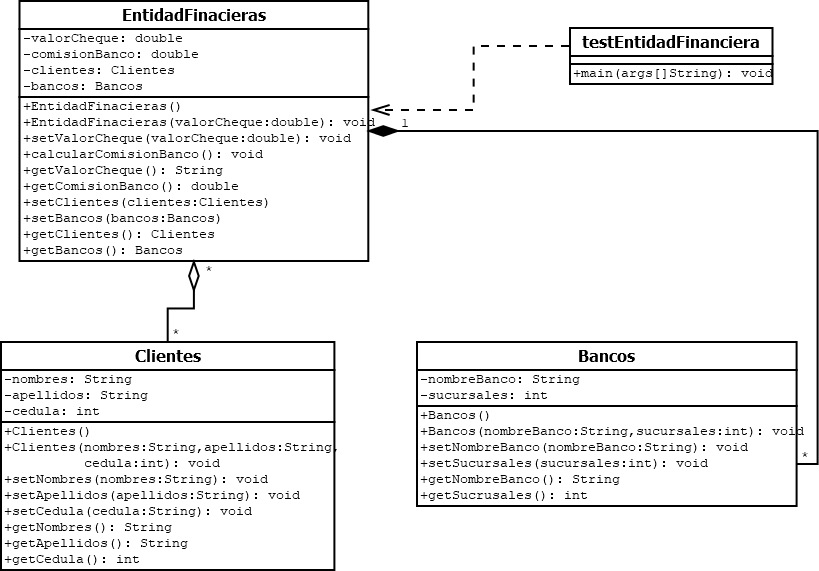 EntidadFinacieras
-valorCheque: double
-comisionBanco: double
-clientes: Clientes
-bancos: Bancos
+EntidadFinacieras()
+EntidadFinacieras(valorCheque:double): void
+setValorCheque(valorCheque:double): void
+calcularComisionBanco(): void
+getValorCheque(): String
+getComisionBanco(): double
+setClientes(clientes:Clientes)
+setBancos(bancos:Bancos)
+getClientes(): Clientes
+getBancos(): Bancos
testEntidadFinanciera
+main(args[]String): void
1
*
*
Clientes
-nombres: String
-apellidos: String
-cedula: int
+Clientes()
+Clientes(nombres:String,apellidos:String,
cedula:int): void
+setNombres(nombres:String): void
+setApellidos(apellidos:String): void
+setCedula(cedula:String): void
+getNombres(): String
+getApellidos(): String
+getCedula(): int
Bancos
-nombreBanco: String
-sucursales: int
+Bancos()
+Bancos(nombreBanco:String,sucursales:int): void
+setNombreBanco(nombreBanco:String): void
+setSucursales(sucursales:int): void
+getNombreBanco(): String
+getSucrusales(): int
*